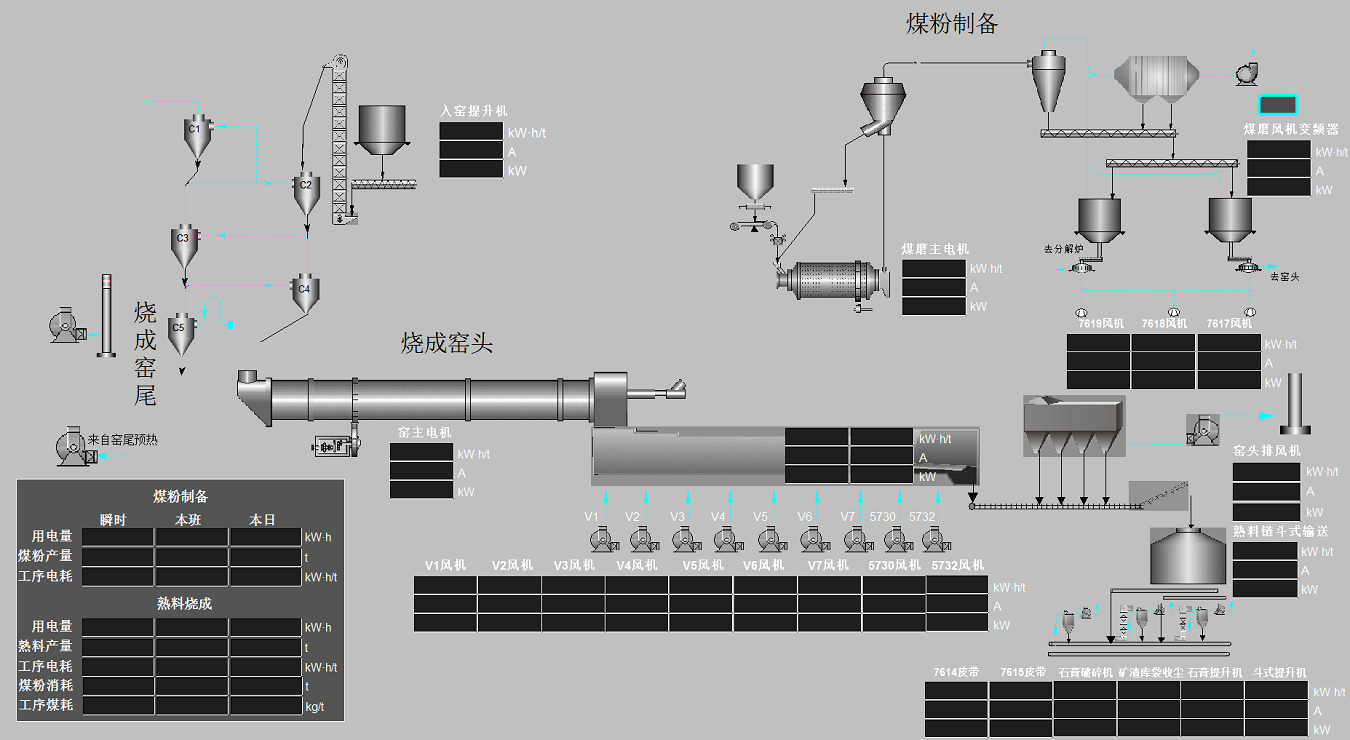 煤粉制备
入窑提升机
kW·h/t
A
kW
C1
C2
C3
C4
C5
烧成窑尾
来自窑尾预热
烧成窑头
窑主电机
kW·h/t
A
kW
煤磨主电机
kW·h/t
A
kW
煤磨风机变频器
kW·h/t
A
kW
去分解炉
去窑头
7619风机 7618风机 7617风机
kW·h/t
A
kW
kW·h/t
A
kW
窑头排风机
kW·h/t
A
kW
熟料链斗式输送
kW·h/t
A
kW
V1 V2 V3 V4 V5 V6 V7 5730 5732
V1风机 V2风机 V3风机 V4风机 V5风机 V6风机 V7风机 5730风机 5732风机
kW·h/t
A
kW
7614皮带 7615皮带 石膏破碎机 矿渣库袋收尘 石膏提升机 斗式提升机
kW·h/t
A
kW
煤粉制备
瞬时 本班 本日
用电量 kW·h
煤粉产量 t
工序电耗 kW·h/t
熟料烧成
用电量 kW·h
熟料产量 t
工序电耗 kW·h/t
煤粉消耗 t
工序煤耗 kg/t